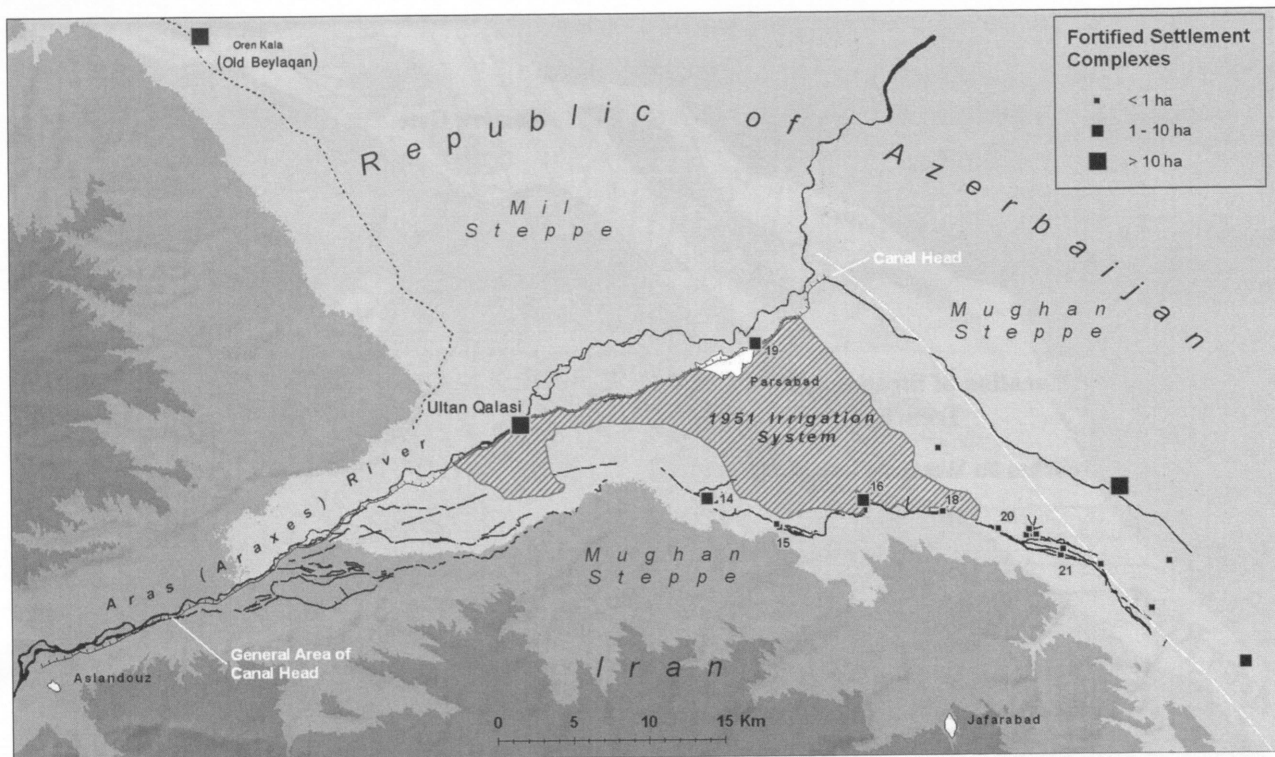 Oren Kala
(Old Beylaqan)
Fortified Settlement
Complexes
< 1 ha
1 - 10 ha
> 10 ha
Republic of Azerbaijan
Mil
Steppe
Canal Head
Mughan
Steppe
19
Parsabad
Ultan Qalasi
1951 Irrigation
System
Aras (Araxes) River
14
16
18
20
15
21
Mughan
Steppe
General Area of
Canal Head
Iran
Aslandouz
0 5 10 15 Km
Jafarabad